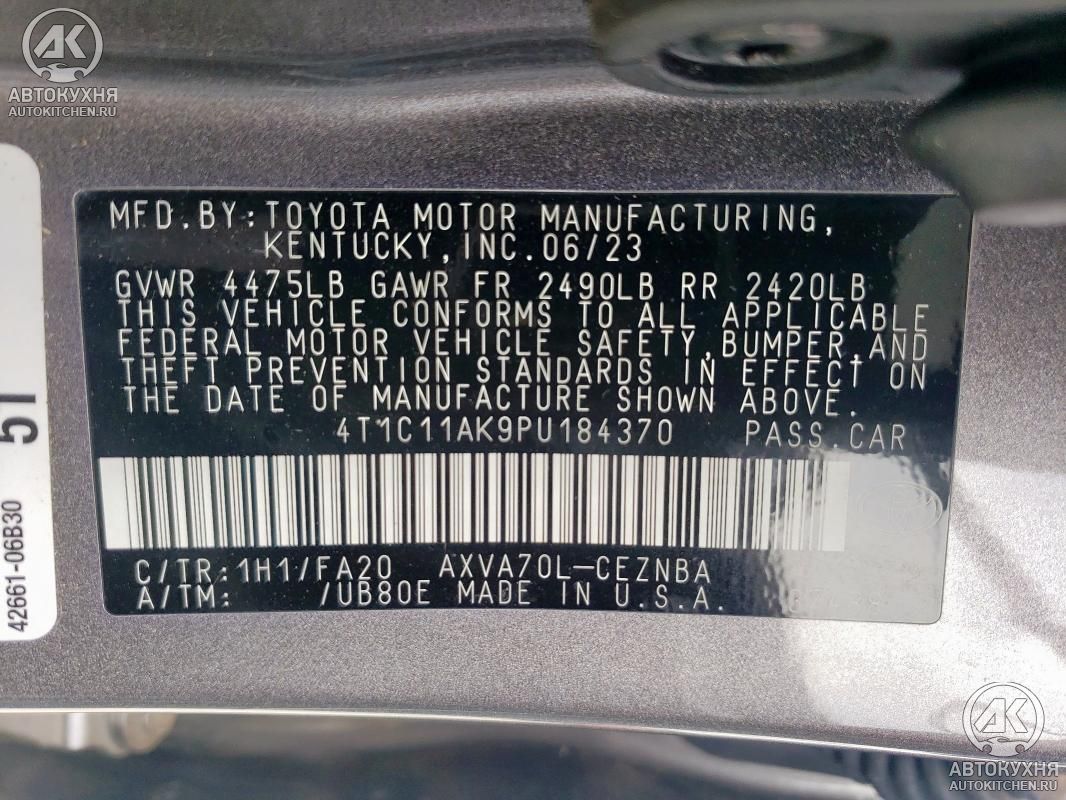 АК
АВТОКУХНЯ
AUTOKITCHEN.RU
MFD.BY:TOYOTA MOTOR MANUFACTURING,
KENTUCKY,INC.06/23
GVWR 4475LB GAWR FR 2490LB RR 2420LB
THIS VEHICLE CONFORMS TO ALL APPLICABLE
FEDERAL MOTOR VEHICLE SAFETY,BUMPER,AND
THEFT PREVENTION STANDARDS IN EFFECT ON
THE DATE OF MANUFACTURE SHOWN ABOVE.
4T1C11AK9PU184370 PASS.CAR
C/TR:1H1/FA20 AXVA70L-CEZNBA
A/TM: /UB80E MADE IN U.S.A.
42661-06B30
АК
АВТОКУХНЯ
AUTOKITCHEN.RU